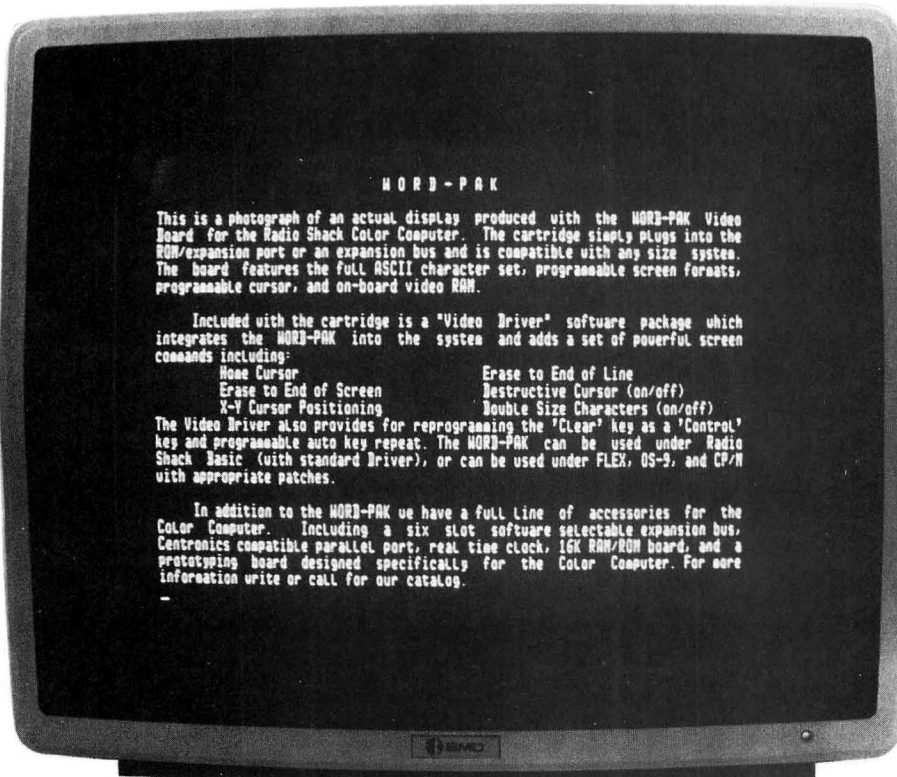 WORD-PAK
This is a photograph of an actual display produced with the WORD-PAK Video
Board for the Radio Shack Color Computer. The cartridge simply plugs into the
ROM/expansion port or an expansion bus and is compatible with any size system.
The board features the full ASCII character set, programmable screen formats,
programmable cursor, and on-board video RAM.
Included with the cartridge is a "Video Driver" software package which
integrates the WORD-PAK into the system and adds a set of powerful screen
commands including:
Home Cursor Erase to End of Line
Erase to End of Screen Destructive Cursor (on/off)
X-Y Cursor Positioning Double Size Characters (on/off)
The Video Driver also provides for reprogramming the 'Clear' key as a 'Control'
key and programmable auto key repeat. The WORD-PAK can be used under Radio
Shack Basic (with standard Driver), or can be used under FLEX, OS-9, and CP/M
with appropriate patches.
In addition to the WORD-PAK we have a full line of accessories for the
Color Computer. Including a six slot software selectable expansion bus,
Centronics compatible parallel port, real time clock, 16K RAM/ROM board, and a
prototyping board designed specifically for the Color Computer. For more
information write or call for our catalog.
BMC